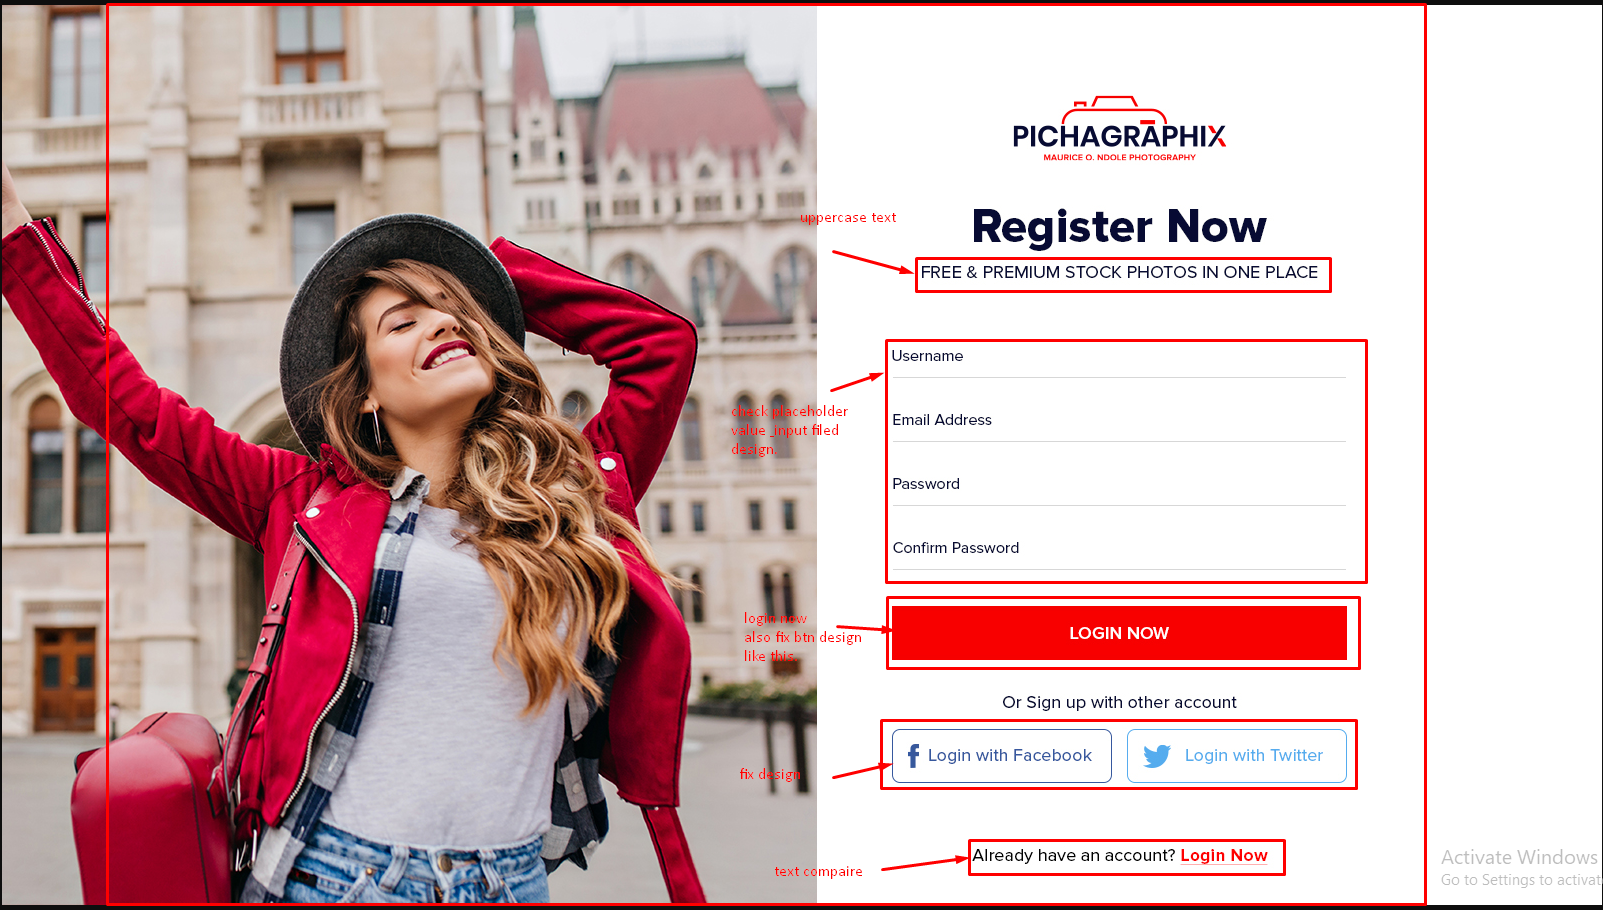 PICHAGRAPHIX
MAURICE O. NDOLE PHOTOGRAPHY
uppercase text
Register Now
FREE & PREMIUM STOCK PHOTOS IN ONE PLACE
Username
check placeholder
value _input filed
design.
Email Address
Password
Confirm Password
login now
also fix btn design
like this.
LOGIN NOW
Or Sign up with other account
fix design
Login with Facebook
Login with Twitter
text compaire
Already have an account? Login Now
Activate Windows
Go to Settings to activat